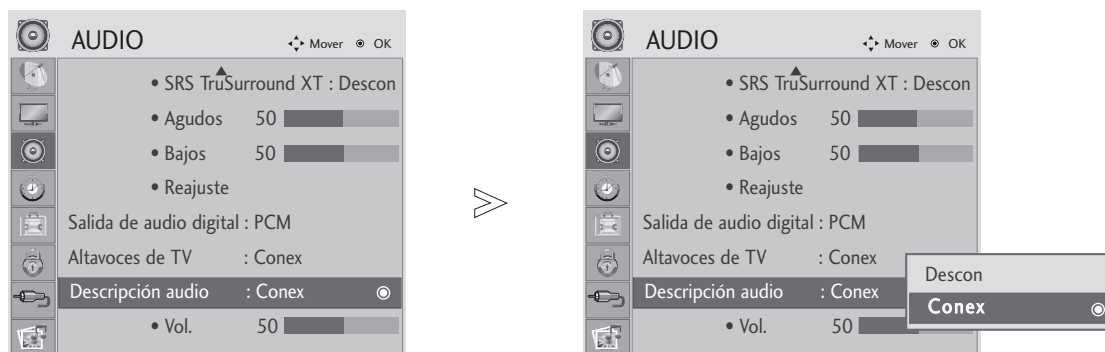 AUDIO Mover OK
• SRS TruSurround XT : Descon
• Agudos 50
• Bajos 50
• Reajuste
Salida de audio digital : PCM
Altavoces de TV : Conex
Descripción audio : Conex
• Vol. 50
AUDIO Mover OK
• SRS TruSurround XT : Descon
• Agudos 50
• Bajos 50
• Reajuste
Salida de audio digital : PCM
Altavoces de TV : Conex
Descripción audio : Conex
• Vol. 50
Descon
Conex